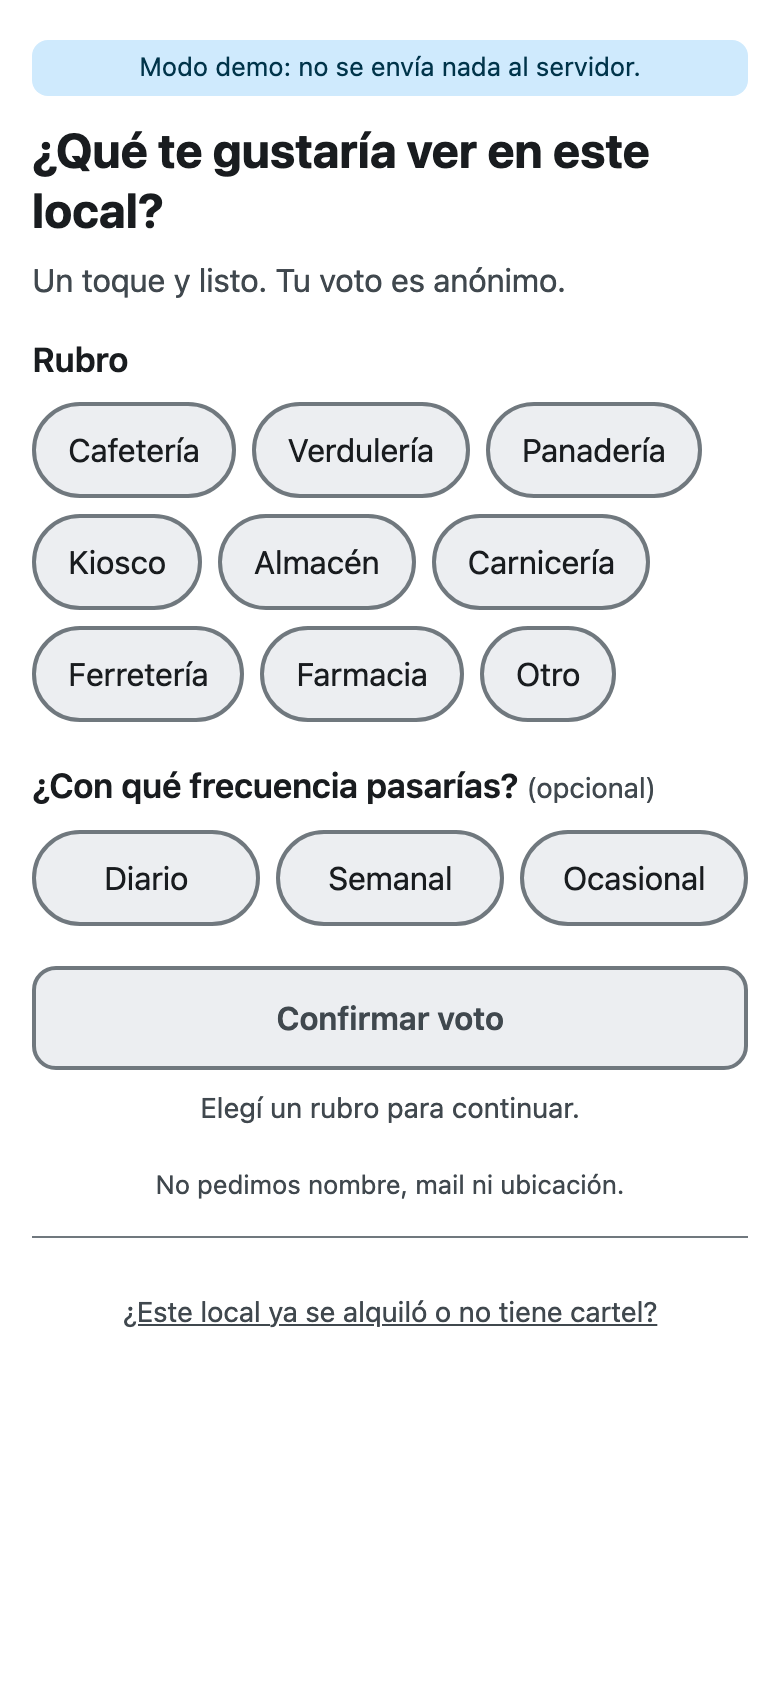 Modo demo: no se envía nada al servidor.
¿Qué te gustaría ver en este
local?
Un toque y listo. Tu voto es anónimo.
Rubro
Cafetería Verdulería Panadería
Kiosco Almacén Carnicería
Ferretería Farmacia Otro
¿Con qué frecuencia pasarías? (opcional)
Diario Semanal Ocasional
Confirmar voto
Elegí un rubro para continuar.
No pedimos nombre, mail ni ubicación.
¿Este local ya se alquiló o no tiene cartel?